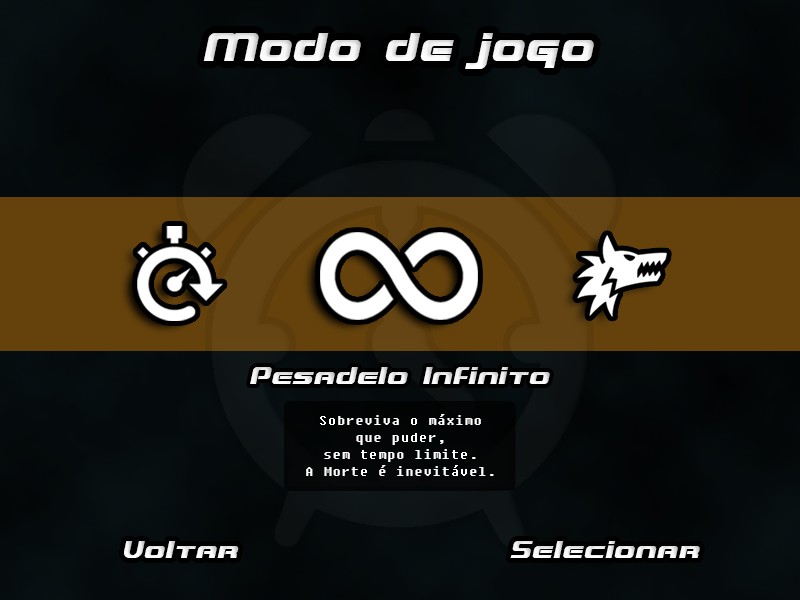 Modo de jogo
Pesadelo Infinito
Sobreviva o máximo
que puder,
sem tempo limite.
A Morte é inevitável.
Voltar
Selecionar